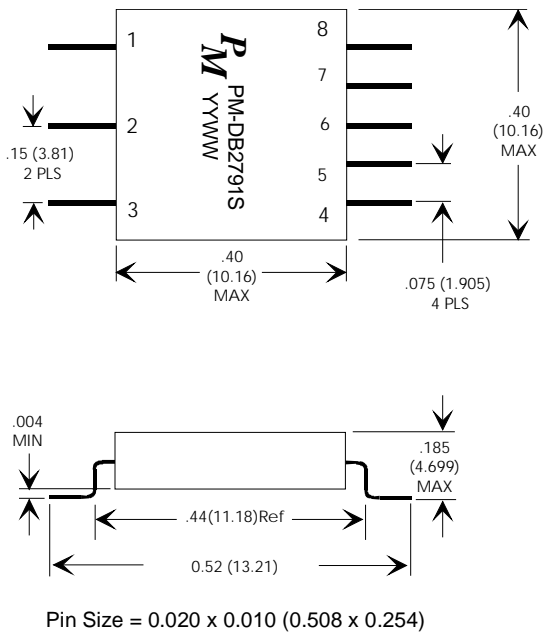 1
2
3
8
7
6
5
4
PM
PM-DB2791S
YYWW
.15 (3.81)
2 PLS
.40
(10.16)
MAX
.40
(10.16)
MAX
.075 (1.905)
4 PLS
.004
MIN
.185
(4.699)
MAX
.44(11.18)Ref
0.52 (13.21)
Pin Size = 0.020 x 0.010 (0.508 x 0.254)